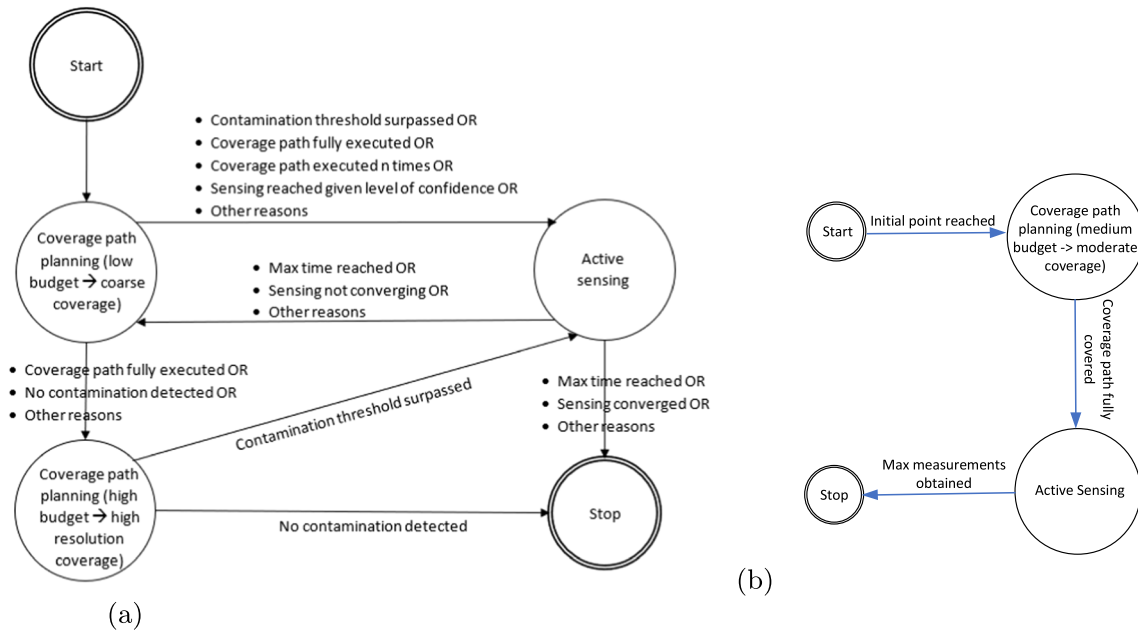 Start
• Contamination threshold surpassed OR
• Coverage path fully executed OR
• Coverage path executed n times OR
• Sensing reached given level of confidence OR
• Other reasons
Coverage path
planning (low
budget → coarse
coverage)
Active
sensing
• Max time reached OR
• Sensing not converging OR
• Other reasons
• Coverage path fully executed OR
• No contamination detected OR
• Other reasons
Contamination threshold surpassed
• Max time reached OR
• Sensing converged OR
• Other reasons
Coverage path
planning (high
budget → high
resolution
coverage)
No contamination detected
Stop
(a)
Start
Initial point reached
Coverage path
planning (medium
budget -> moderate
coverage)
Coverage path fully
covered
Active Sensing
Max measurements
obtained
Stop
(b)